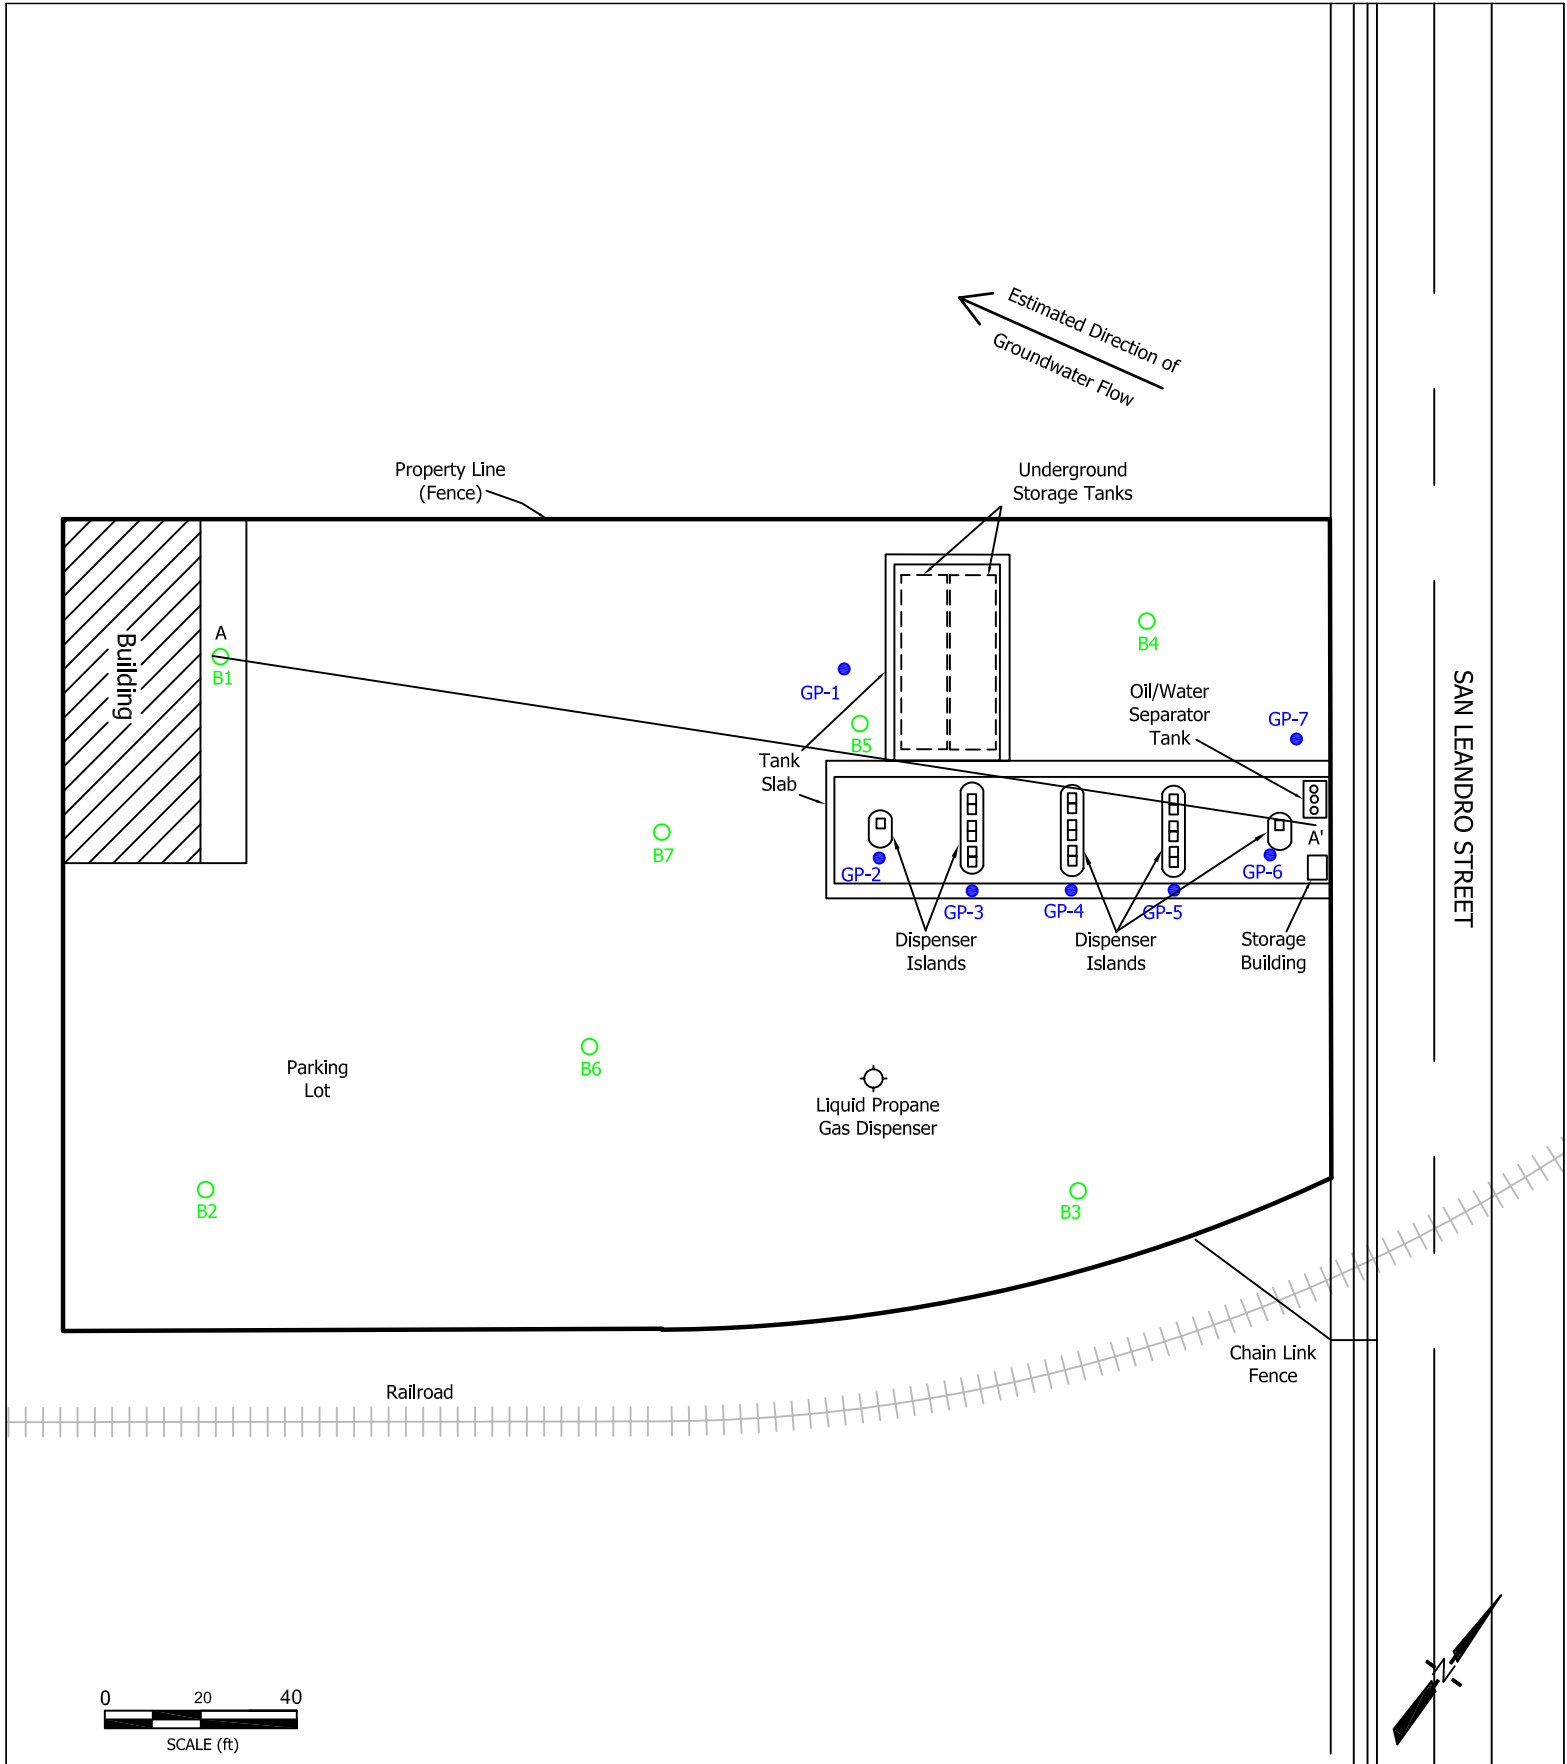 Estimated Direction of
Groundwater Flow
Property Line
(Fence)
Underground
Storage Tanks
Building
A
B1
GP-1
B5
B4
Oil/Water
Separator
Tank
GP-7
Tank
Slab
SAN LEANDRO STREET
A'
B7
GP-2
GP-6
GP-3
GP-4
GP-5
Dispenser
Islands
Dispenser
Islands
Storage
Building
Parking
Lot
B6
Liquid Propane
Gas Dispenser
B2
B3
Chain Link
Fence
Railroad
N
0 20 40
SCALE (ft)